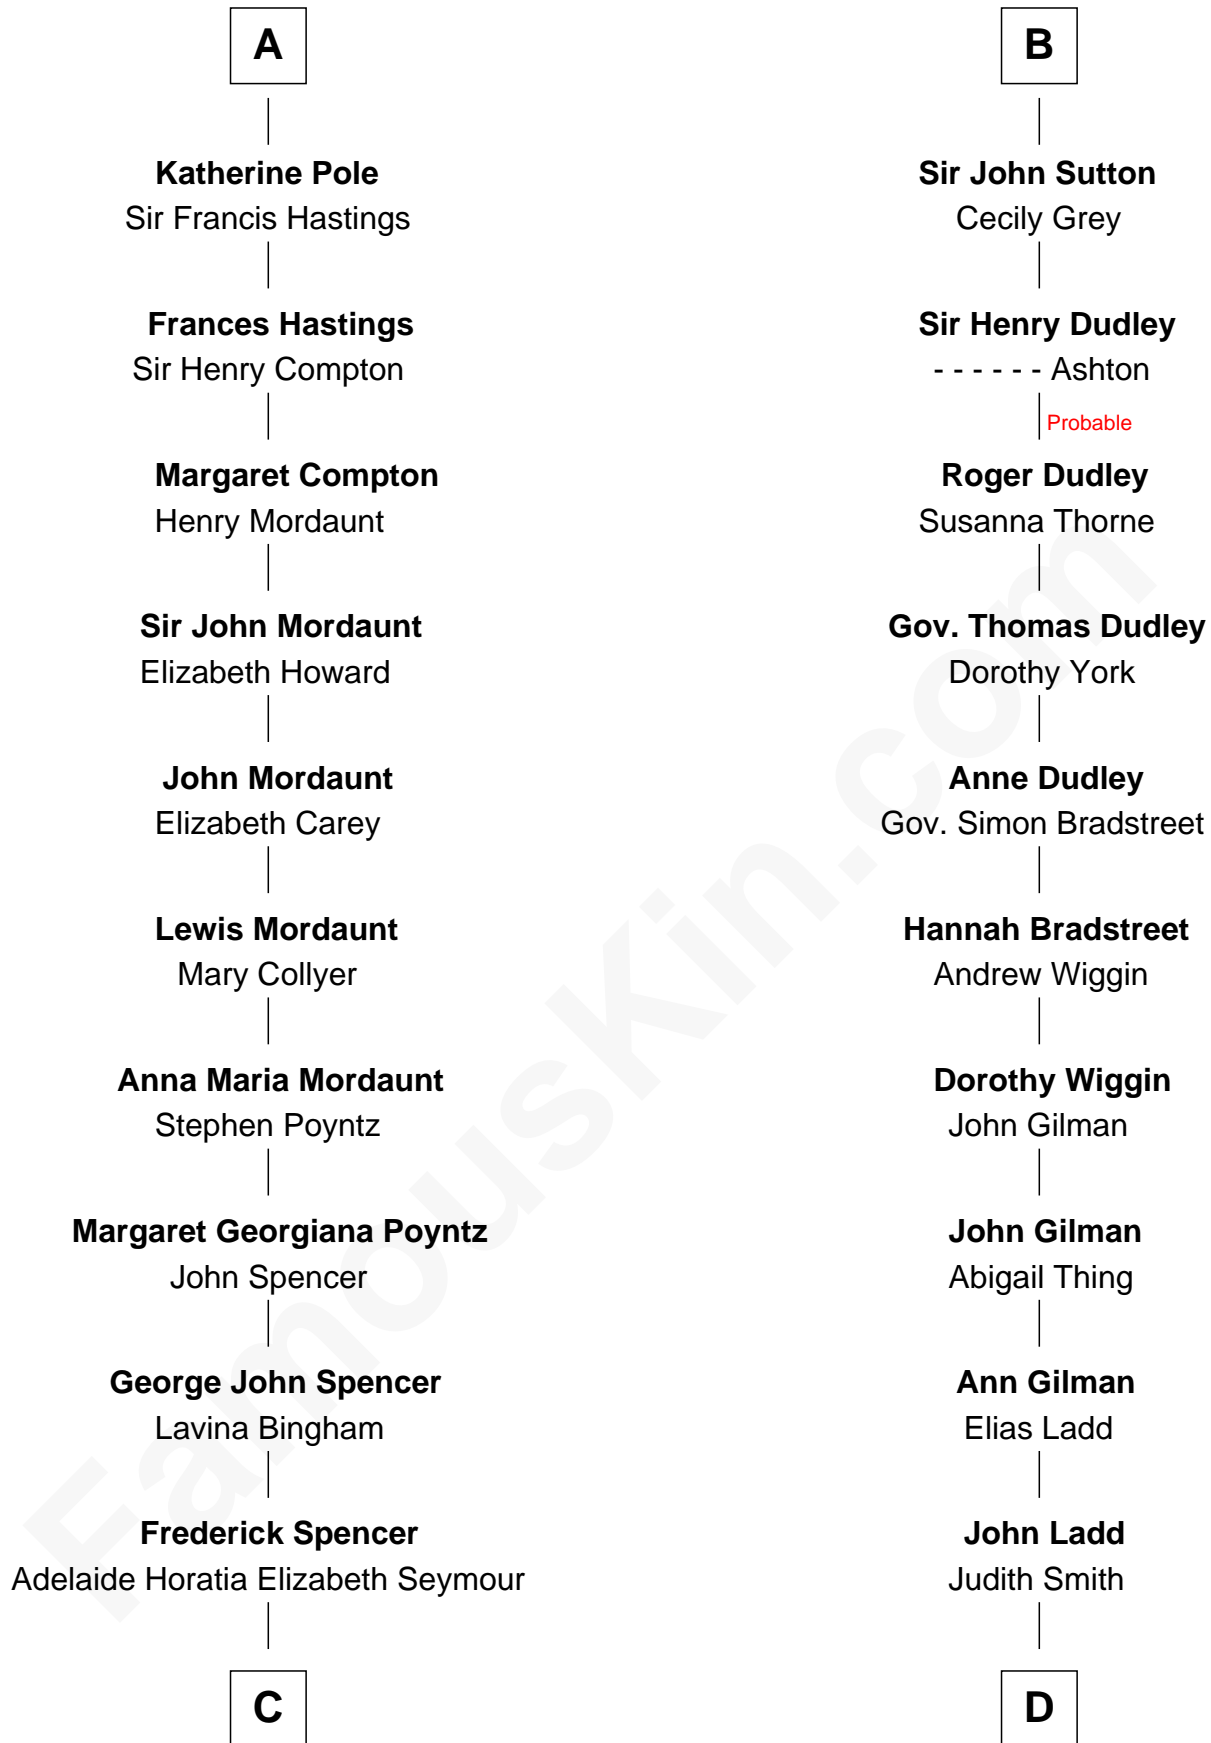 A
Katherine Pole
Sir Francis Hastings
Frances Hastings
Sir Henry Compton
Margaret Compton
Henry Mordaunt
Sir John Mordaunt
Elizabeth Howard
John Mordaunt
Elizabeth Carey
Lewis Mordaunt
Mary Collyer
Anna Maria Mordaunt
Stephen Poyntz
Margaret Georgiana Poyntz
John Spencer
George John Spencer
Lavina Bingham
Frederick Spencer
Adelaide Horatia Elizabeth Seymour
C
B
Sir John Sutton
Cecily Grey
Sir Henry Dudley
- - - - - - Ashton
Probable
Roger Dudley
Susanna Thorne
Gov. Thomas Dudley
Dorothy York
Anne Dudley
Gov. Simon Bradstreet
Hannah Bradstreet
Andrew Wiggin
Dorothy Wiggin
John Gilman
John Gilman
Abigail Thing
Ann Gilman
Elias Ladd
John Ladd
Judith Smith
D
FamousKin.com